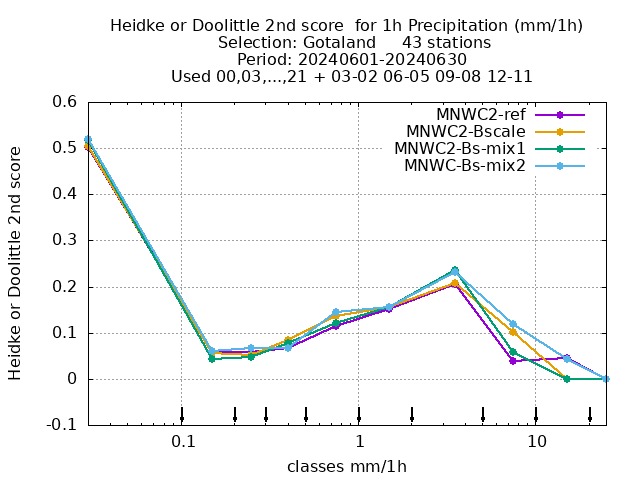 Heidke or Doolittle 2nd score  for 1h Precipitation (mm/1h)
Selection: Gotaland     43 stations
Period: 20240601-20240630
Used 00,03,...,21 + 03-02 06-05 09-08 12-11
MNWC2-ref
MNWC2-Bscale
MNWC2-Bs-mix1
MNWC-Bs-mix2
Heidke or Doolittle 2nd score
0.6
0.5
0.4
0.3
0.2
0.1
0
-0.1
0.1 1 10
classes mm/1h